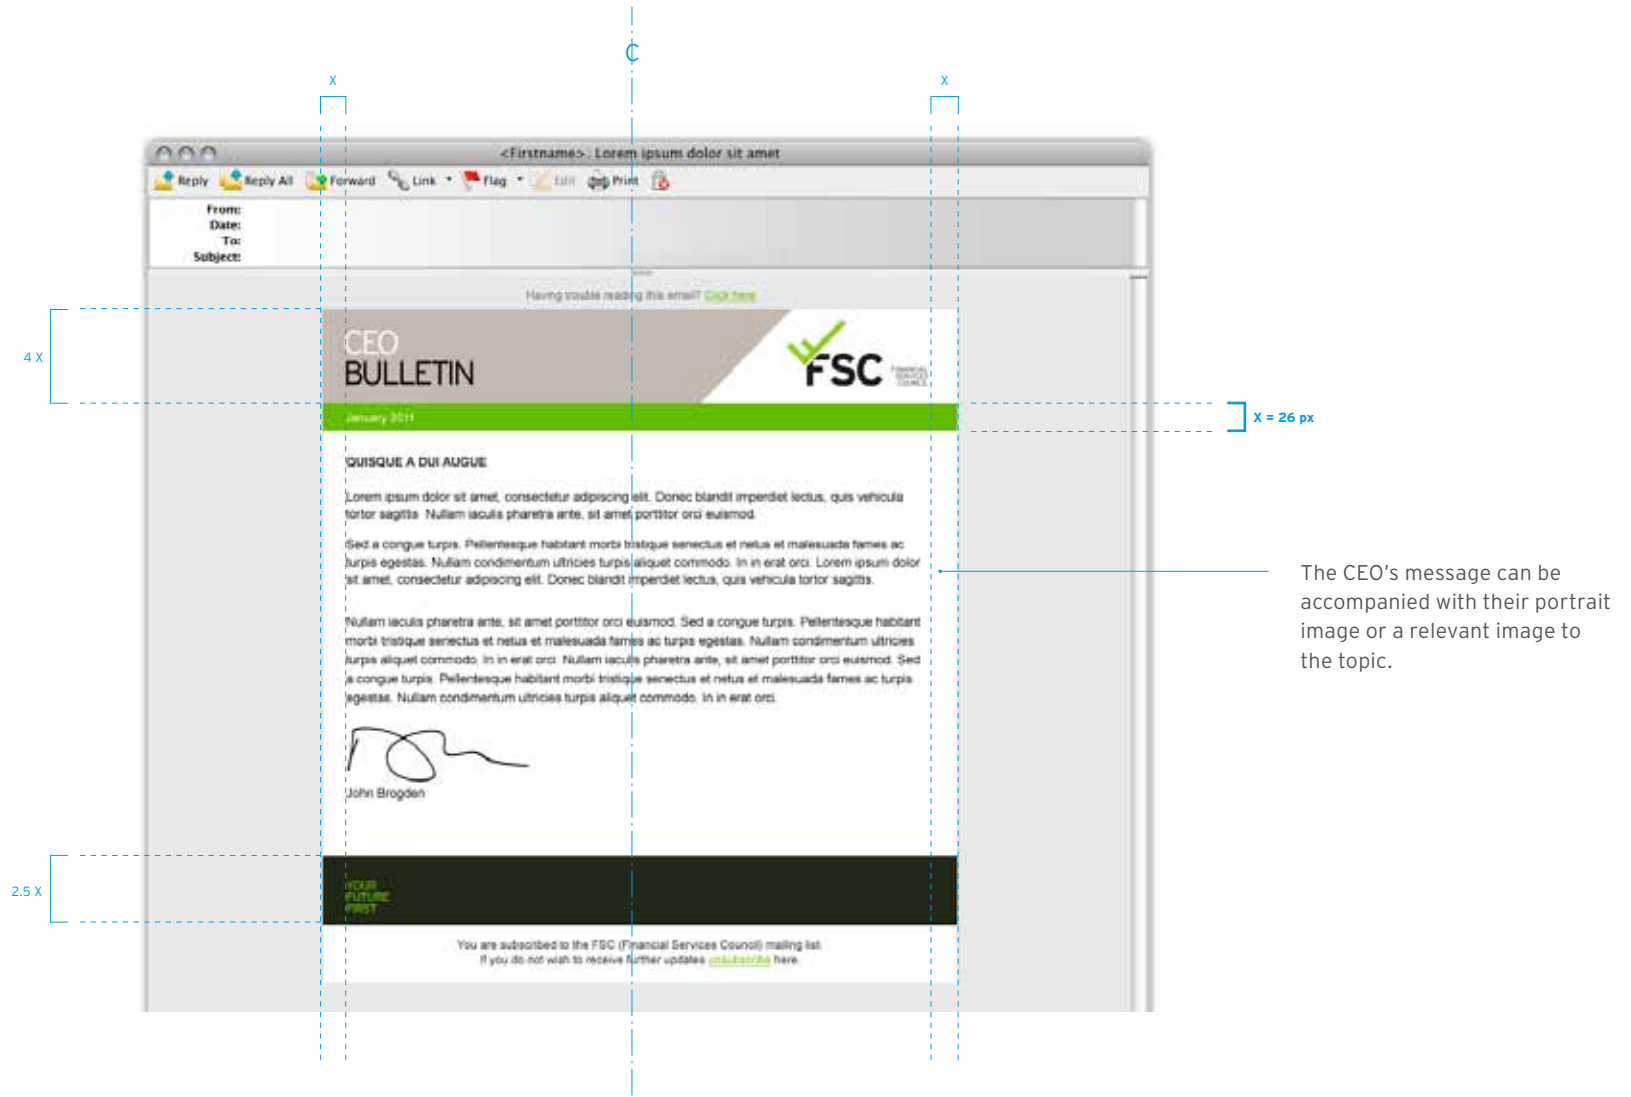 ℄
X
X
<Firstname>. Lorem ipsum dolor sit amet
Reply Reply All Forward Link Flag Edit Print
From:
Date:
To:
Subject:
Having trouble reading this email? Click here
4 X
CEO
BULLETIN
FSC
FINANCIAL
SERVICES
COUNCIL
January 2011
X = 26 px
QUISQUE A DUI AUGUE
Lorem ipsum dolor sit amet, consectetur adipiscing elit. Donec blandit imperdiet lectus, quis vehicula
tortor sagittis. Nullam iaculis pharetra ante, sit amet porttitor orci euismod.
Sed a congue turpis. Pellentesque habitant morbi tristique senectus et netus et malesuada fames ac
turpis egestas. Nullam condimentum ultricies turpis aliquet commodo. In in erat orci. Lorem ipsum dolor
sit amet, consectetur adipiscing elit. Donec blandit imperdiet lectus, quis vehicula tortor sagittis.
Nullam iaculis pharetra ante, sit amet porttitor orci euismod. Sed a congue turpis. Pellentesque habitant
morbi tristique senectus et netus et malesuada fames ac turpis egestas. Nullam condimentum ultricies
turpis aliquet commodo. In in erat orci. Nullam iaculis pharetra ante, sit amet porttitor orci euismod. Sed
a congue turpis. Pellentesque habitant morbi tristique senectus et netus et malesuada fames ac turpis
egestas. Nullam condimentum ultricies turpis aliquet commodo. In in erat orci.
The CEO's message can be
accompanied with their portrait
image or a relevant image to
the topic.
John Brogden
2.5 X
YOUR
FUTURE
FIRST
You are subscribed to the FSC (Financial Services Council) mailing list.
If you do not wish to receive further updates unsubscribe here.